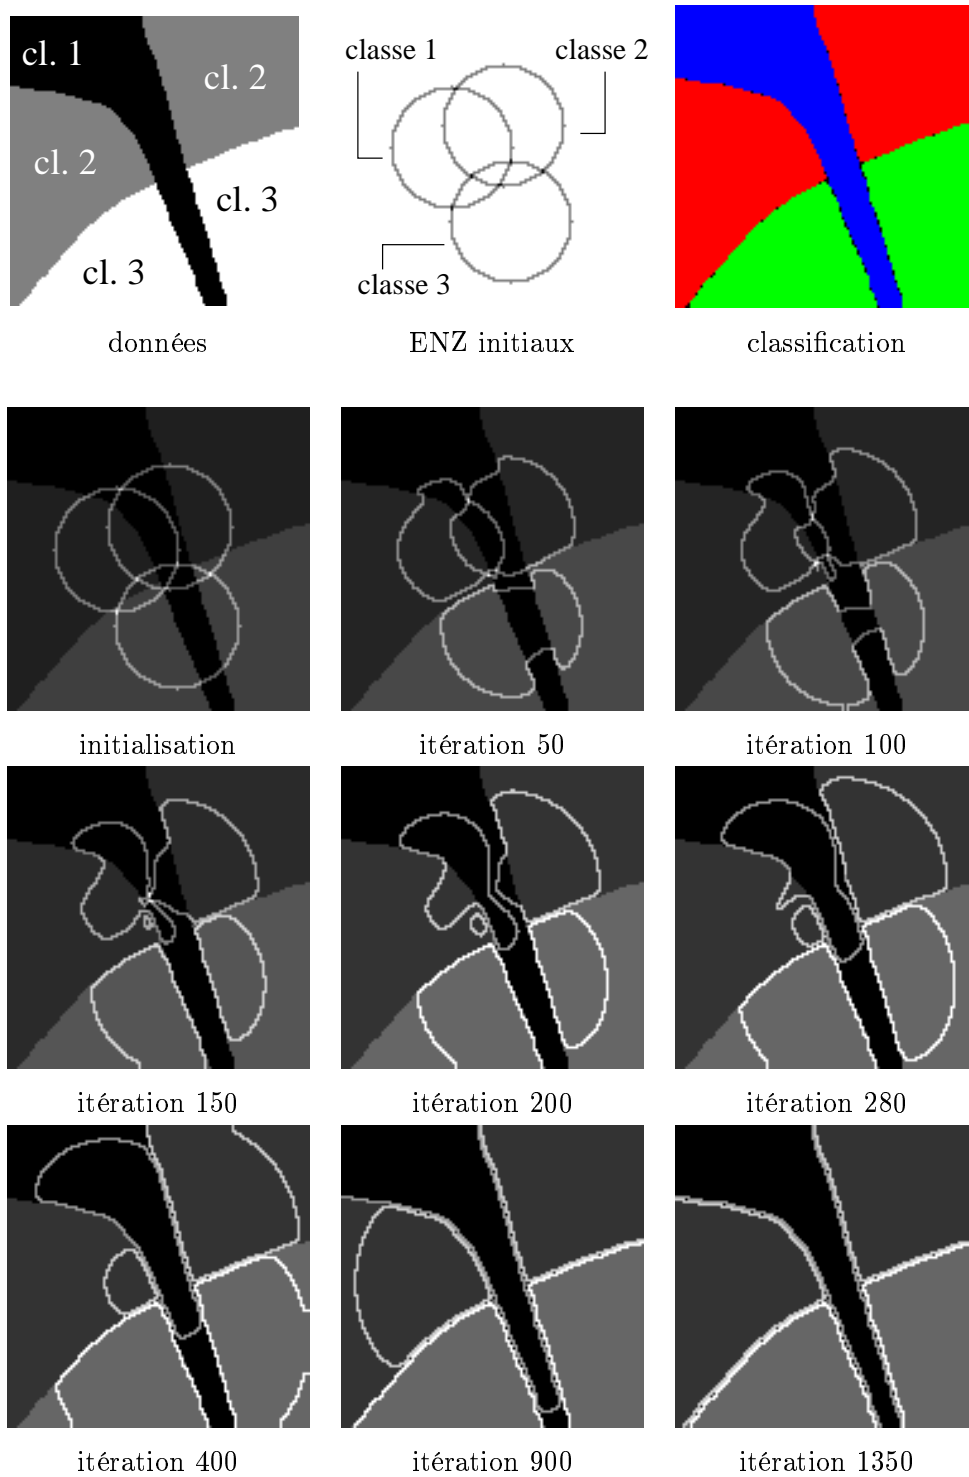 cl. 1
cl. 2
cl. 2
cl. 3
cl. 3
classe 1
classe 2
classe 3
données
ENZ initiaux
classification
initialisation
itération 50
itération 100
itération 150
itération 200
itération 280
itération 400
itération 900
itération 1350